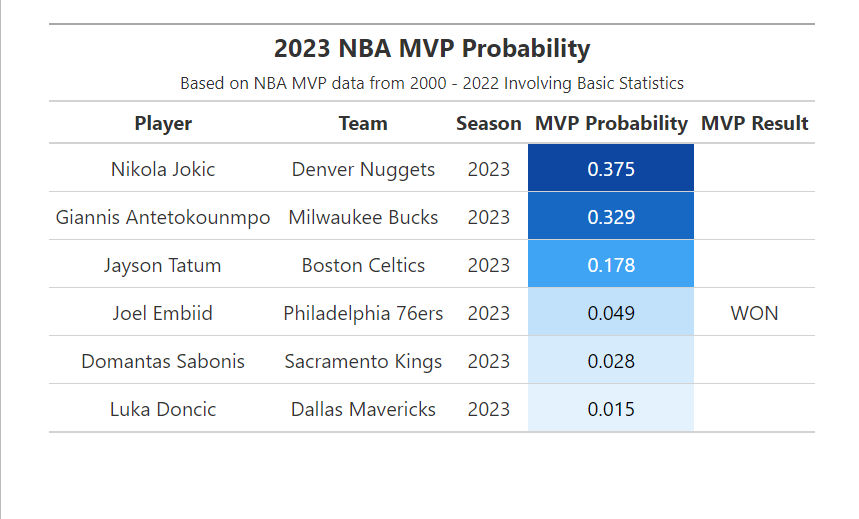 2023 NBA MVP Probability
Based on NBA MVP data from 2000 - 2022 Involving Basic Statistics
Player Team Season MVP Probability MVP Result
Nikola Jokic Denver Nuggets 2023 0.375
Giannis Antetokounmpo Milwaukee Bucks 2023 0.329
Jayson Tatum Boston Celtics 2023 0.178
Joel Embiid Philadelphia 76ers 2023 0.049 WON
Domantas Sabonis Sacramento Kings 2023 0.028
Luka Doncic Dallas Mavericks 2023 0.015